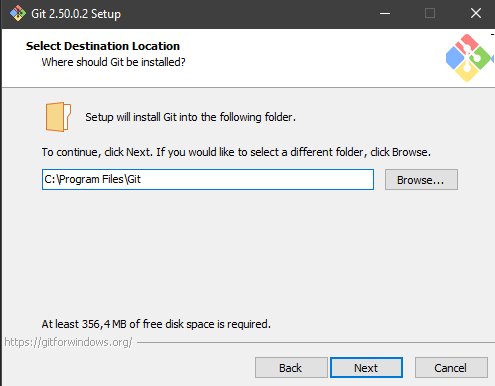 Git 2.50.0.2 Setup
Select Destination Location
Where should Git be installed?
Setup will install Git into the following folder.
To continue, click Next. If you would like to select a different folder, click Browse.
C:\Program Files\Git
Browse...
At least 356,4 MB of free disk space is required.
https://gitforwindows.org/
Back
Next
Cancel